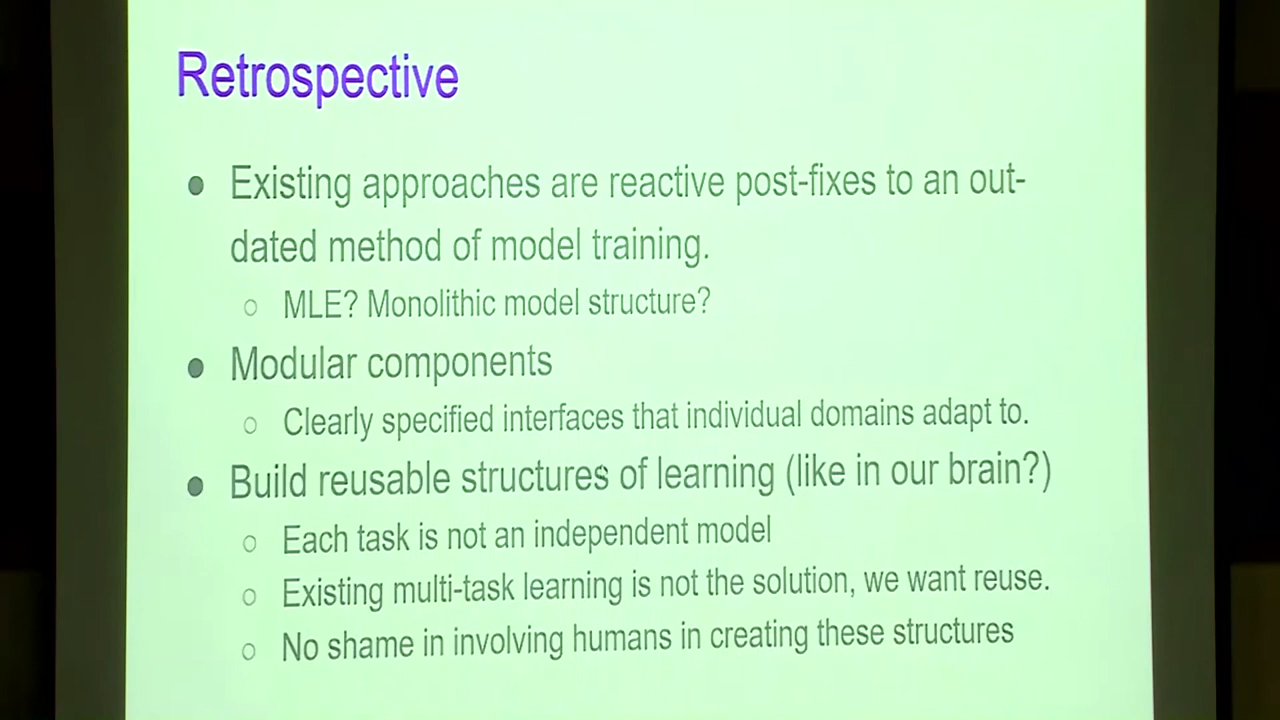 Retrospective
● Existing approaches are reactive post-fixes to an out-
dated method of model training.
○ MLE? Monolithic model structure?
● Modular components
○ Clearly specified interfaces that individual domains adapt to.
● Build reusable structures of learning (like in our brain?)
○ Each task is not an independent model
○ Existing multi-task learning is not the solution, we want reuse.
○ No shame in involving humans in creating these structures